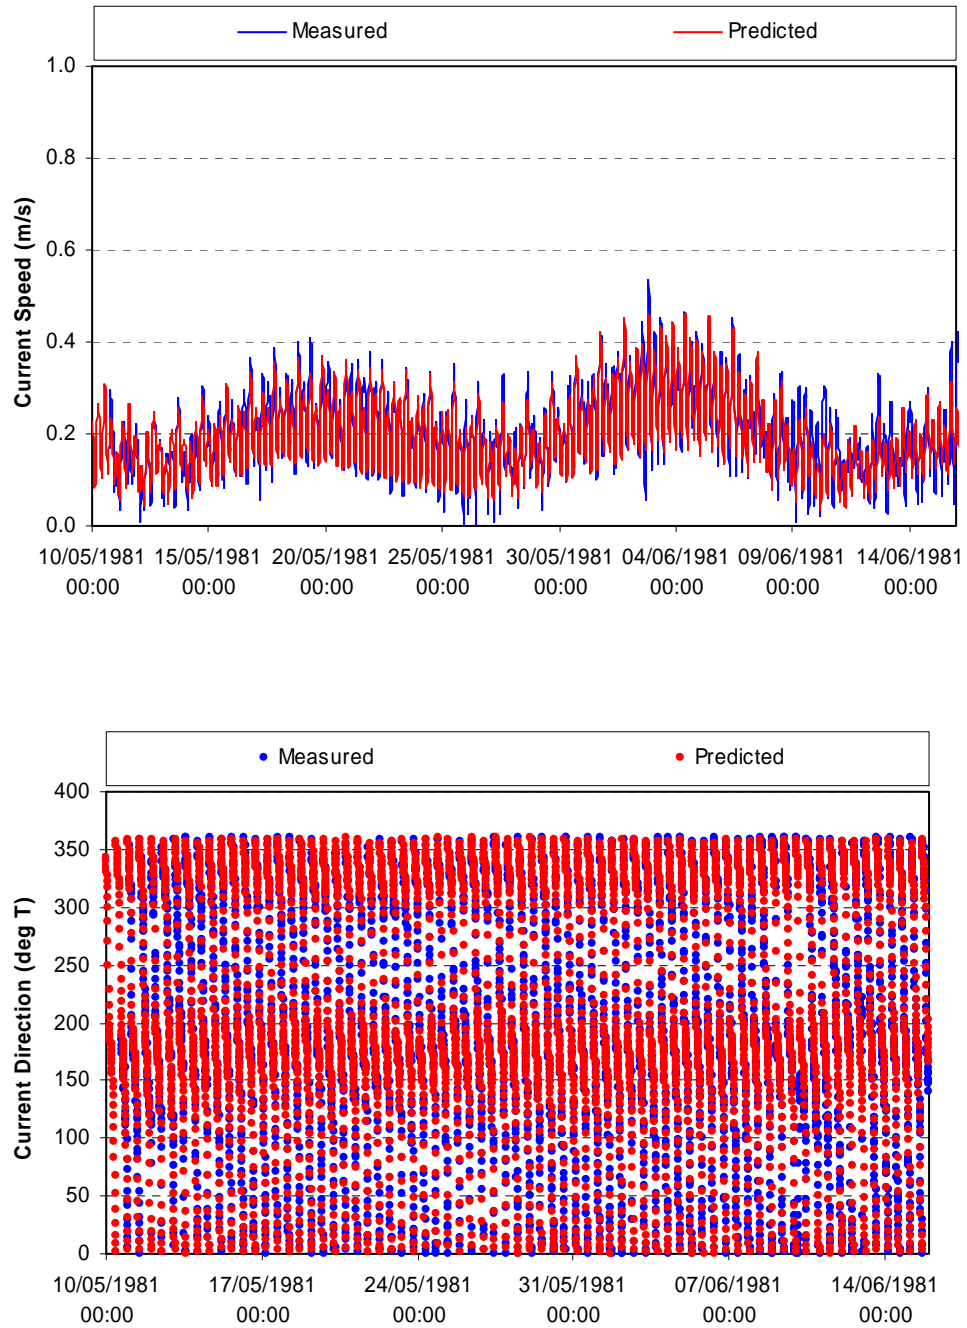 Measured Predicted
1.0
0.8
0.6
0.4
0.2
0.0
Current Speed (m/s)
10/05/1981 15/05/1981 20/05/1981 25/05/1981 30/05/1981 04/06/1981 09/06/1981 14/06/1981
00:00 00:00 00:00 00:00 00:00 00:00 00:00 00:00
Measured Predicted
400
350
300
250
200
150
100
50
0
Current Direction (deg T)
10/05/1981 17/05/1981 24/05/1981 31/05/1981 07/06/1981 14/06/1981
00:00 00:00 00:00 00:00 00:00 00:00